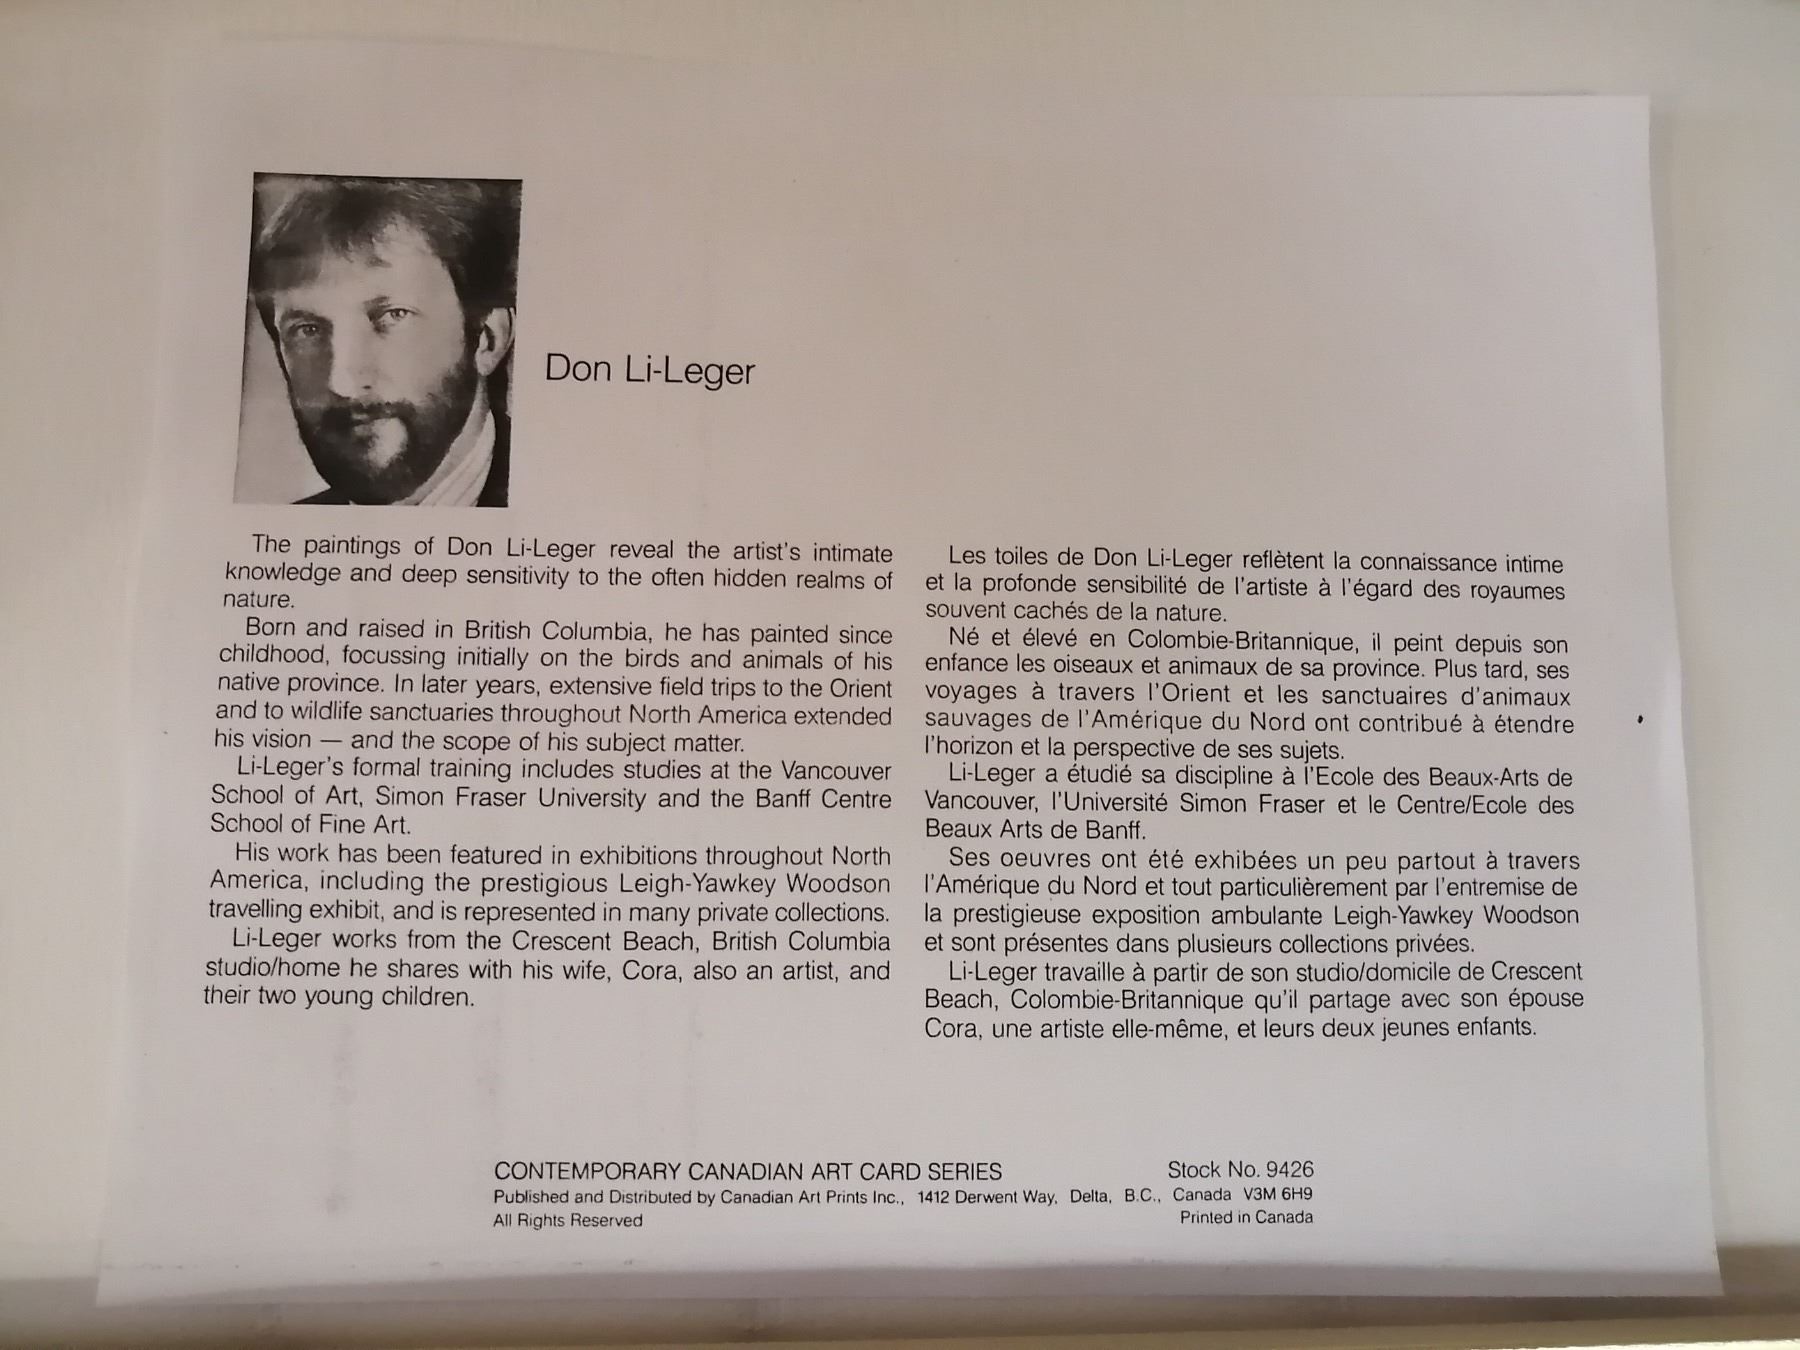 Don Li-Leger
The paintings of Don Li-Leger reveal the artist's intimate
knowledge and deep sensitivity to the often hidden realms of
nature.
Born and raised in British Columbia, he has painted since
childhood, focussing initially on the birds and animals of his
native province. In later years, extensive field trips to the Orient
and to wildlife sanctuaries throughout North America extended
his vision — and the scope of his subject matter.
Li-Leger's formal training includes studies at the Vancouver
School of Art, Simon Fraser University and the Banff Centre
School of Fine Art.
His work has been featured in exhibitions throughout North
America, including the prestigious Leigh-Yawkey Woodson
travelling exhibit, and is represented in many private collections.
Li-Leger works from the Crescent Beach, British Columbia
studio/home he shares with his wife, Cora, also an artist, and
their two young children.
Les toiles de Don Li-Leger reflètent la connaissance intime
et la profonde sensibilité de l'artiste à l'égard des royaumes
souvent cachés de la nature.
Né et élevé en Colombie-Britannique, il peint depuis son
enfance les oiseaux et animaux de sa province. Plus tard, ses
voyages à travers l'Orient et les sanctuaires d'animaux
sauvages de l'Amérique du Nord ont contribué à étendre
l'horizon et la perspective de ses sujets.
Li-Leger a étudié sa discipline à l'Ecole des Beaux-Arts de
Vancouver, l'Université Simon Fraser et le Centre/Ecole des
Beaux Arts de Banff.
Ses oeuvres ont été exhibées un peu partout à travers
l'Amérique du Nord et tout particulièrement par l'entremise de
la prestigieuse exposition ambulante Leigh-Yawkey Woodson
et sont présentes dans plusieurs collections privées.
Li-Leger travaille à partir de son studio/domicile de Crescent
Beach, Colombie-Britannique qu'il partage avec son épouse
Cora, une artiste elle-même, et leurs deux jeunes enfants.
CONTEMPORARY CANADIAN ART CARD SERIES Stock No. 9426
Published and Distributed by Canadian Art Prints Inc., 1412 Derwent Way, Delta, B.C., Canada V3M 6H9
All Rights Reserved Printed in Canada